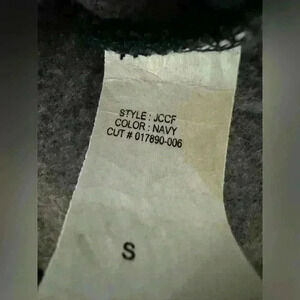 STYLE : JCCF
COLOR : NAVY
CUT # 017890-006
S